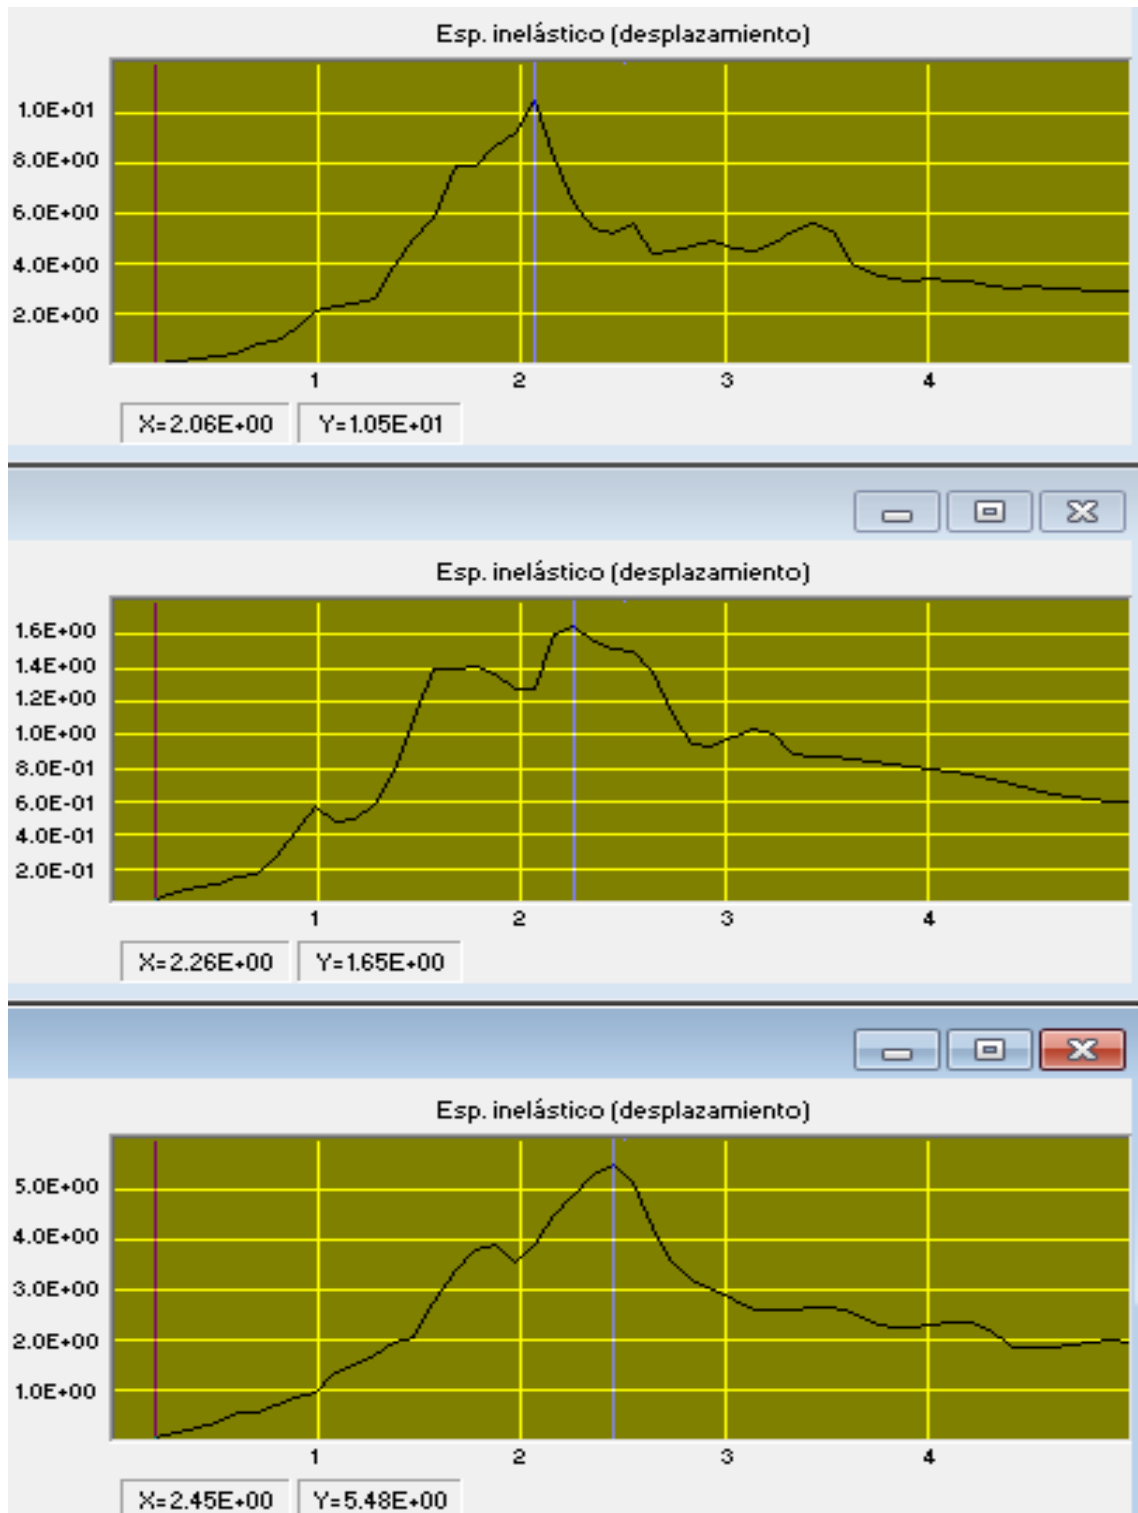 Esp. inelástico (desplazamiento)
1.0E+01
8.0E+00
6.0E+00
4.0E+00
2.0E+00
1 2 3 4
X=2.06E+00 Y=1.05E+01
Esp. inelástico (desplazamiento)
1.6E+00
1.4E+00
1.2E+00
1.0E+00
8.0E-01
6.0E-01
4.0E-01
2.0E-01
1 2 3 4
X=2.26E+00 Y=1.65E+00
Esp. inelástico (desplazamiento)
5.0E+00
4.0E+00
3.0E+00
2.0E+00
1.0E+00
1 2 3 4
X=2.45E+00 Y=5.48E+00